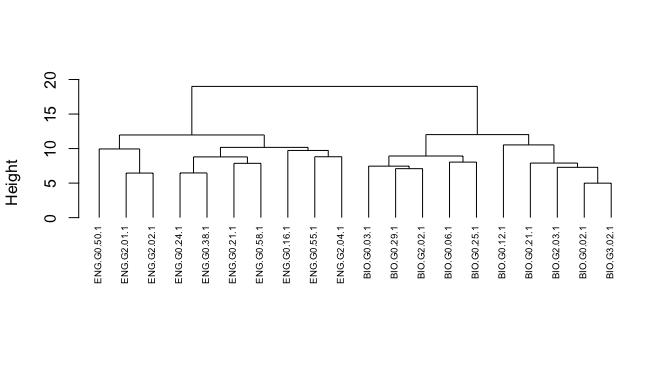 20
15
10
5
0
Height
ENG.G0.50.1
ENG.G2.01.1
ENG.G2.02.1
ENG.G0.24.1
ENG.G0.38.1
ENG.G0.21.1
ENG.G0.58.1
ENG.G0.16.1
ENG.G0.55.1
ENG.G2.04.1
BIO.G0.03.1
BIO.G0.29.1
BIO.G2.02.1
BIO.G0.06.1
BIO.G0.25.1
BIO.G0.12.1
BIO.G0.21.1
BIO.G2.03.1
BIO.G0.02.1
BIO.G3.02.1